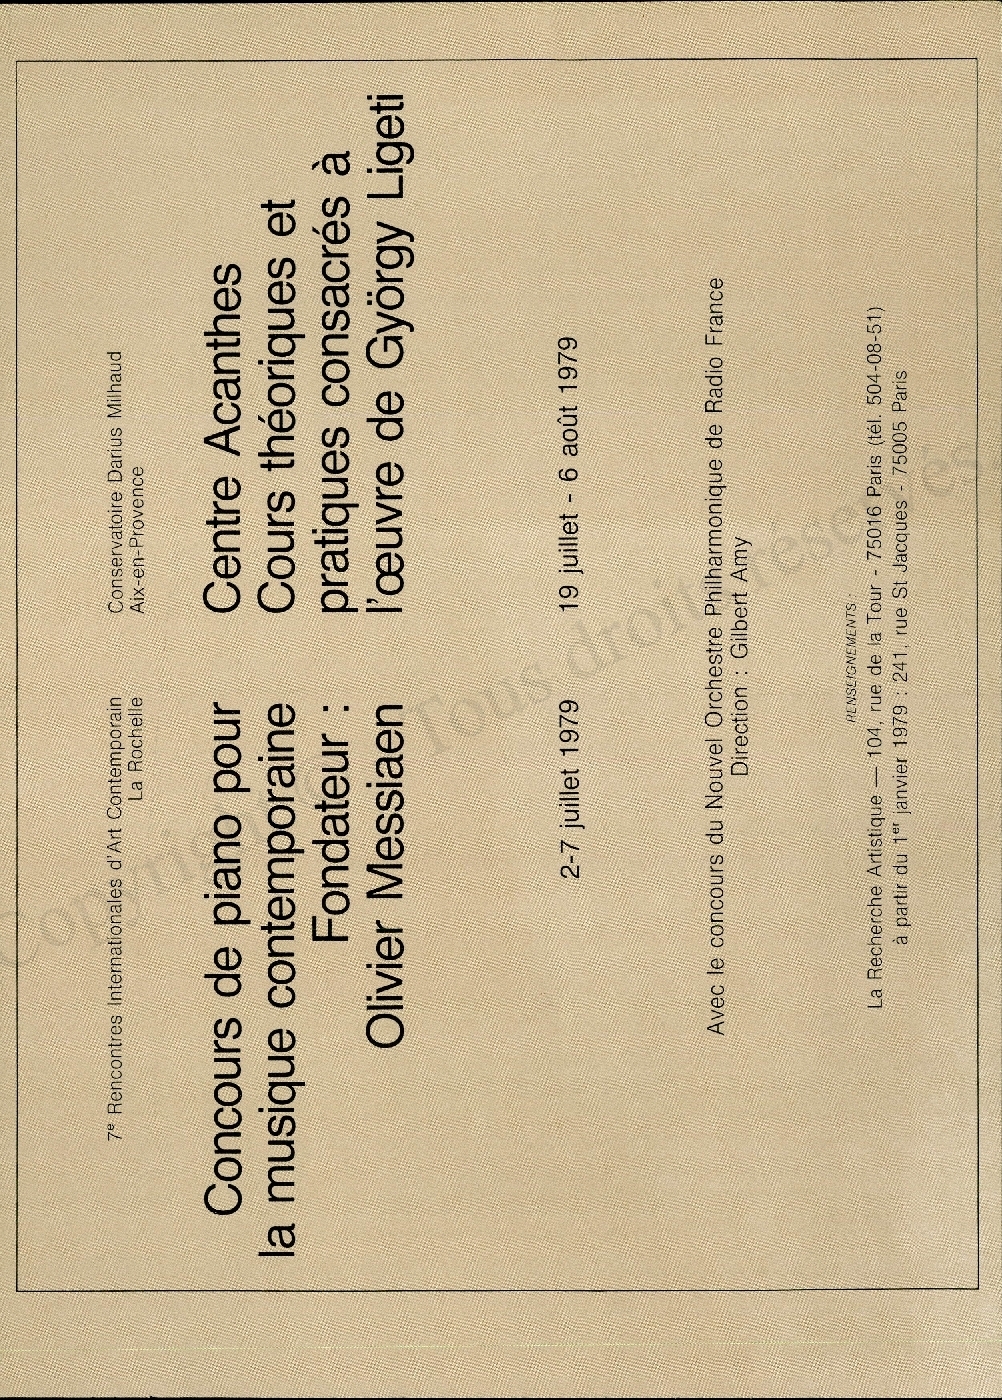 7e Rencontres Internationales d'Art Contemporain
La Rochelle
Concours de piano pour
la musique contemporaine
Fondateur :
Olivier Messiaen
2-7 juillet 1979
Conservatoire Darius Milhaud
Aix-en-Provence
Centre Acanthes
Cours théoriques et
pratiques consacrés à
l'œuvre de György Ligeti
19 juillet - 6 août 1979
Avec le concours du Nouvel Orchestre Philharmonique de Radio France
Direction : Gilbert Amy
RENSEIGNEMENTS :
La Recherche Artistique — 104, rue de la Tour - 75016 Paris (tél. 504-08-51)
à partir du 1er janvier 1979 : 241, rue St Jacques - 75005 Paris
Tous droits réservés